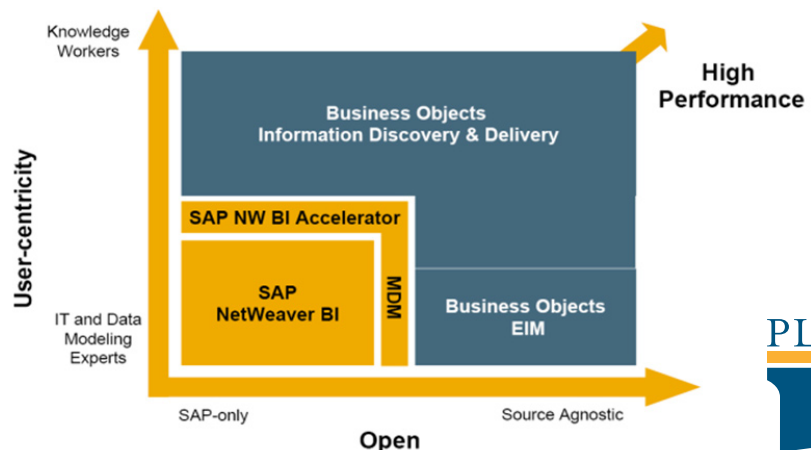 Knowledge
Workers
High
Performance
Business Objects
Information Discovery & Delivery
User-centricity
SAP NW BI Accelerator
MDM
SAP
NetWeaver BI
Business Objects
EIM
IT and Data
Modeling
Experts
PL
SAP-only
Source Agnostic
Open